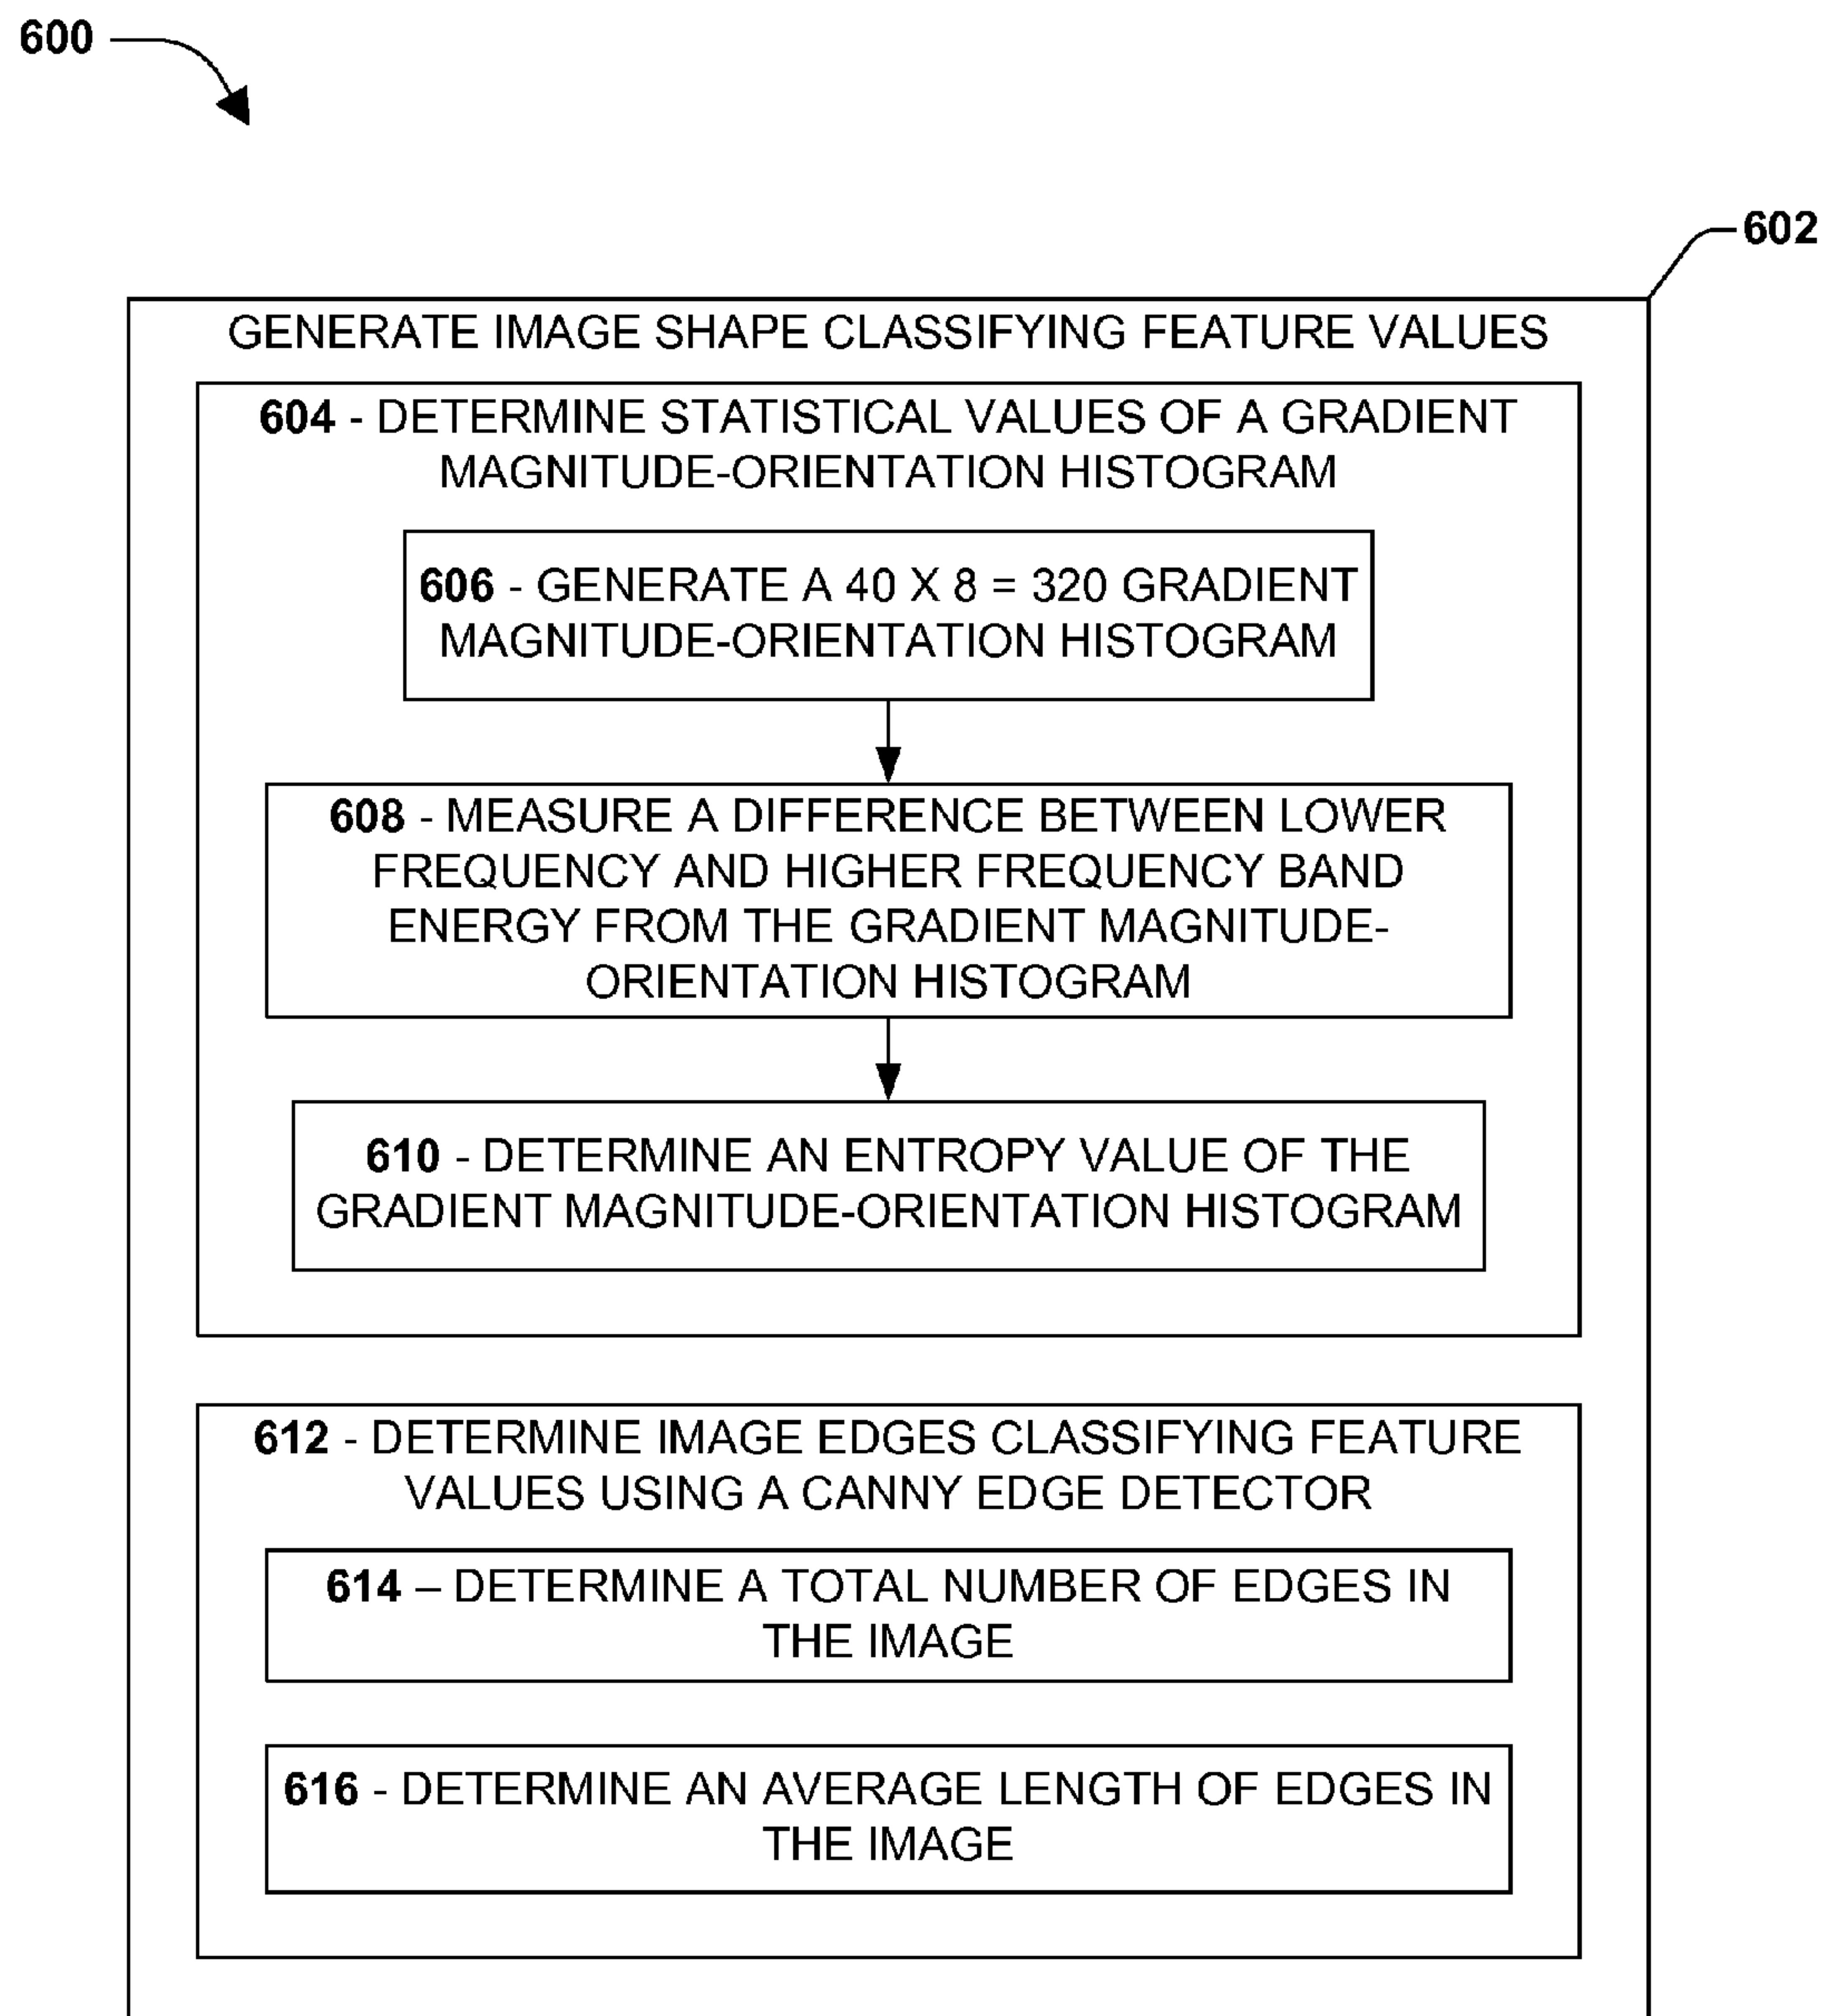 600
602
GENERATE IMAGE SHAPE CLASSIFYING FEATURE VALUES
604 - DETERMINE STATISTICAL VALUES OF A GRADIENT
MAGNITUDE-ORIENTATION HISTOGRAM
606 - GENERATE A 40 X 8 = 320 GRADIENT
MAGNITUDE-ORIENTATION HISTOGRAM
608 - MEASURE A DIFFERENCE BETWEEN LOWER
FREQUENCY AND HIGHER FREQUENCY BAND
ENERGY FROM THE GRADIENT MAGNITUDE-
ORIENTATION HISTOGRAM
610 - DETERMINE AN ENTROPY VALUE OF THE
GRADIENT MAGNITUDE-ORIENTATION HISTOGRAM
612 - DETERMINE IMAGE EDGES CLASSIFYING FEATURE
VALUES USING A CANNY EDGE DETECTOR
614 – DETERMINE A TOTAL NUMBER OF EDGES IN
THE IMAGE
616 - DETERMINE AN AVERAGE LENGTH OF EDGES IN
THE IMAGE